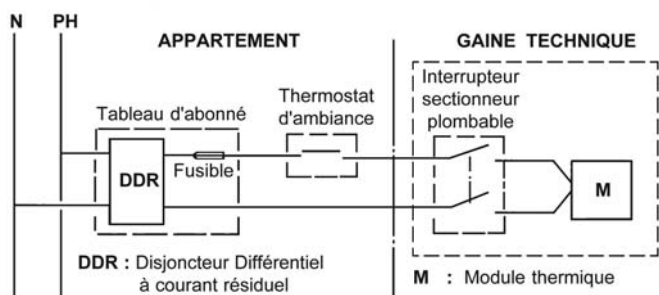 N PH
APPARTEMENT
GAINE TECHNIQUE
Tableau d'abonné
Thermostat
d'ambiance
Interrupteur
sectionneur
plombable
DDR
Fusible
M
DDR : Disjoncteur Différentiel
à courant résiduel
M : Module thermique